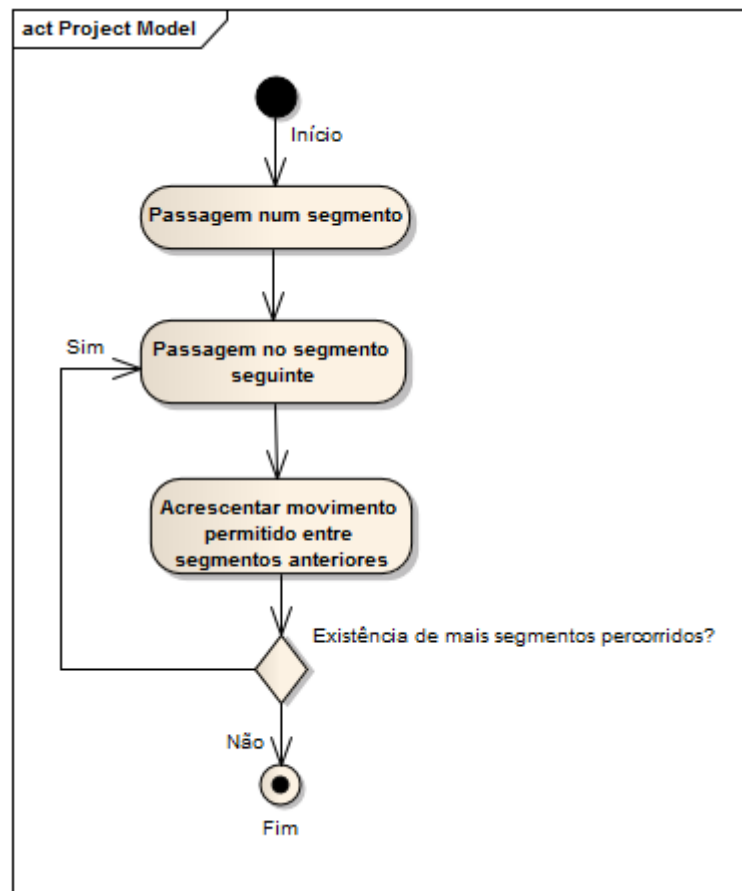 act Project Model
Início
Passagem num segmento
Sim
Passagem no segmento
seguinte
Acrescentar movimento
permitido entre
segmentos anteriores
Existência de mais segmentos percorridos?
Não
Fim